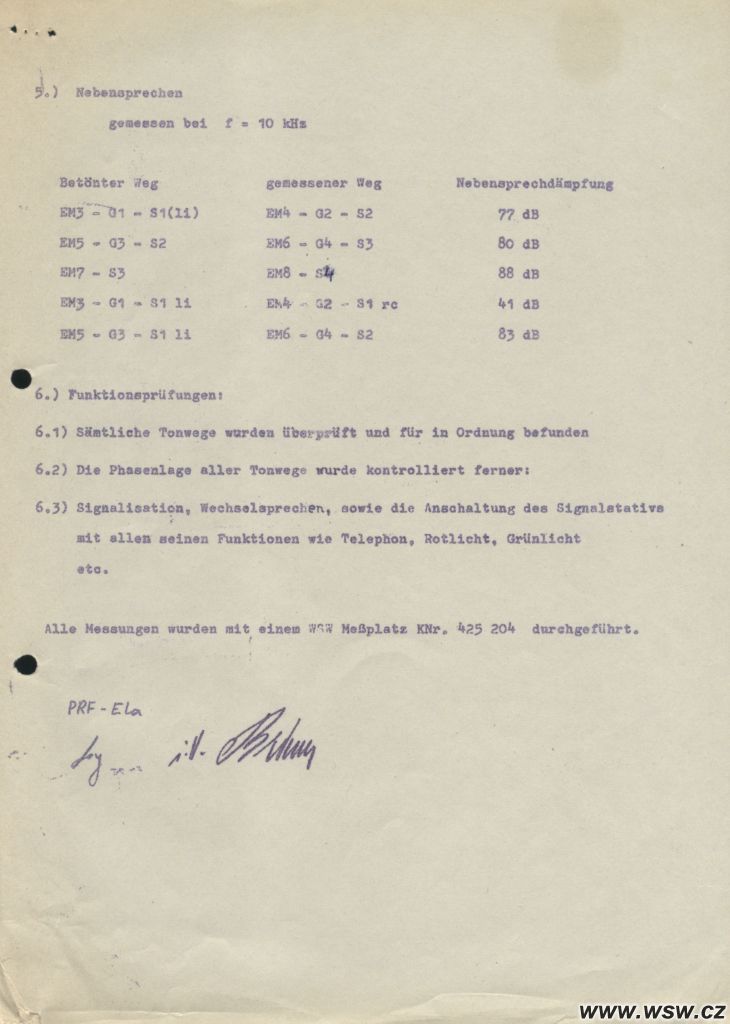 5.) Nebensprechen
gemessen bei f = 10 kHz
Betönter Weg gemessener Weg Nebensprechdämpfung
EM3 - G1 - S1(li) EM4 - G2 - S2 77 dB
EM5 - G3 - S2 EM6 - G4 - S3 80 dB
EM7 - S3 EM8 - S4 88 dB
EM3 - G1 - S1 li EM4 - G2 - S1 re 41 dB
EM5 - G3 - S1 li EM6 - G4 - S2 83 dB
6.) Funktionsprüfungen:
6.1) Sämtliche Tonwege wurden überprüft und für in Ordnung befunden
6.2) Die Phasenlage aller Tonwege wurde kontrolliert ferner:
6.3) Signalisation, Wechselsprechen, sowie die Anschaltung des Signalstativs
mit allen seinen Funktionen wie Telephon, Rotlicht, Grünlicht
etc.
Alle Messungen wurden mit einem WSW Meßplatz KNr. 425 204 durchgeführt.
PRF-Ela
i.V.
www.wsw.cz